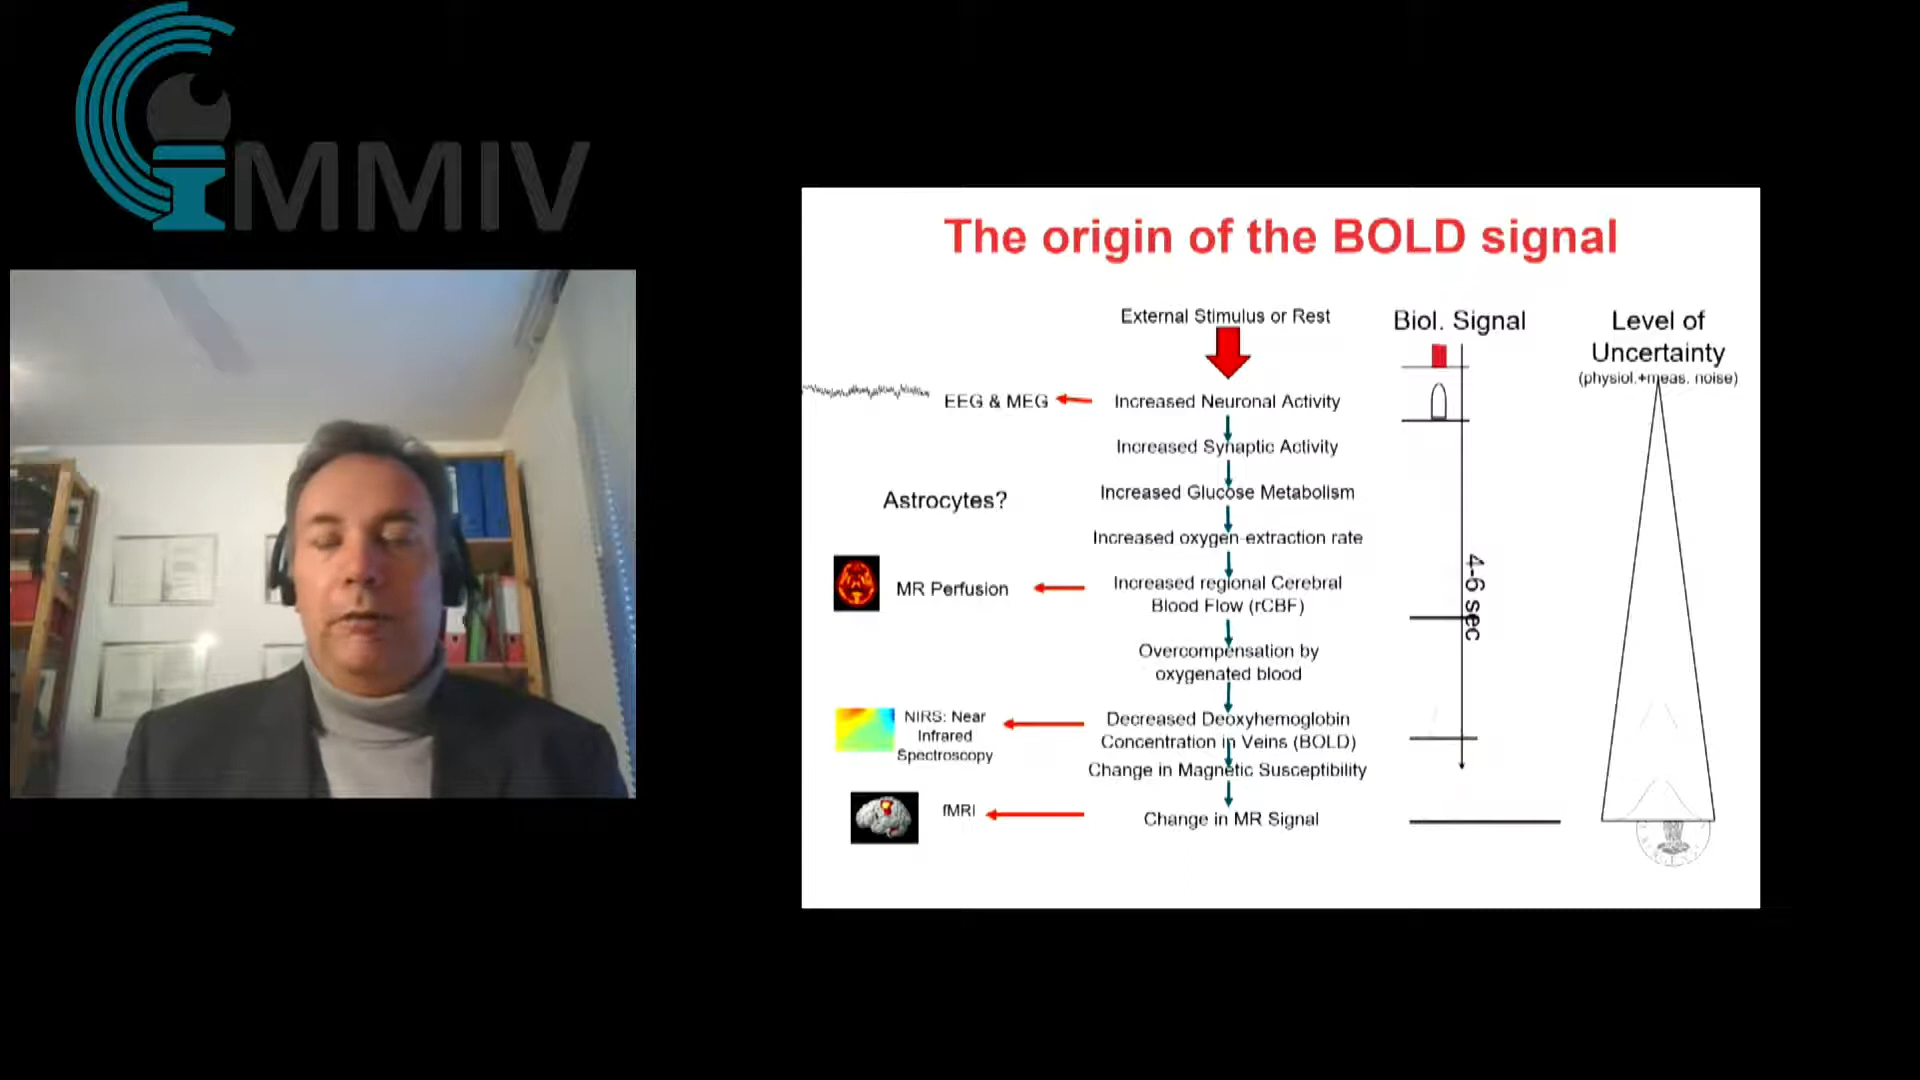 MMIV
The origin of the BOLD signal
External Stimulus or Rest
Biol. Signal
Level of
Uncertainty
(physiol.+meas. noise)
EEG & MEG
Increased Neuronal Activity
Increased Synaptic Activity
Increased Glucose Metabolism
Astrocytes?
Increased oxygen-extraction rate
MR Perfusion
Increased regional Cerebral
Blood Flow (rCBF)
4-6 sec
Overcompensation by
oxygenated blood
NIRS: Near
Infrared
Spectroscopy
Decreased Deoxyhemoglobin
Concentration in Veins (BOLD)
Change in Magnetic Susceptibility
fMRI
Change in MR Signal